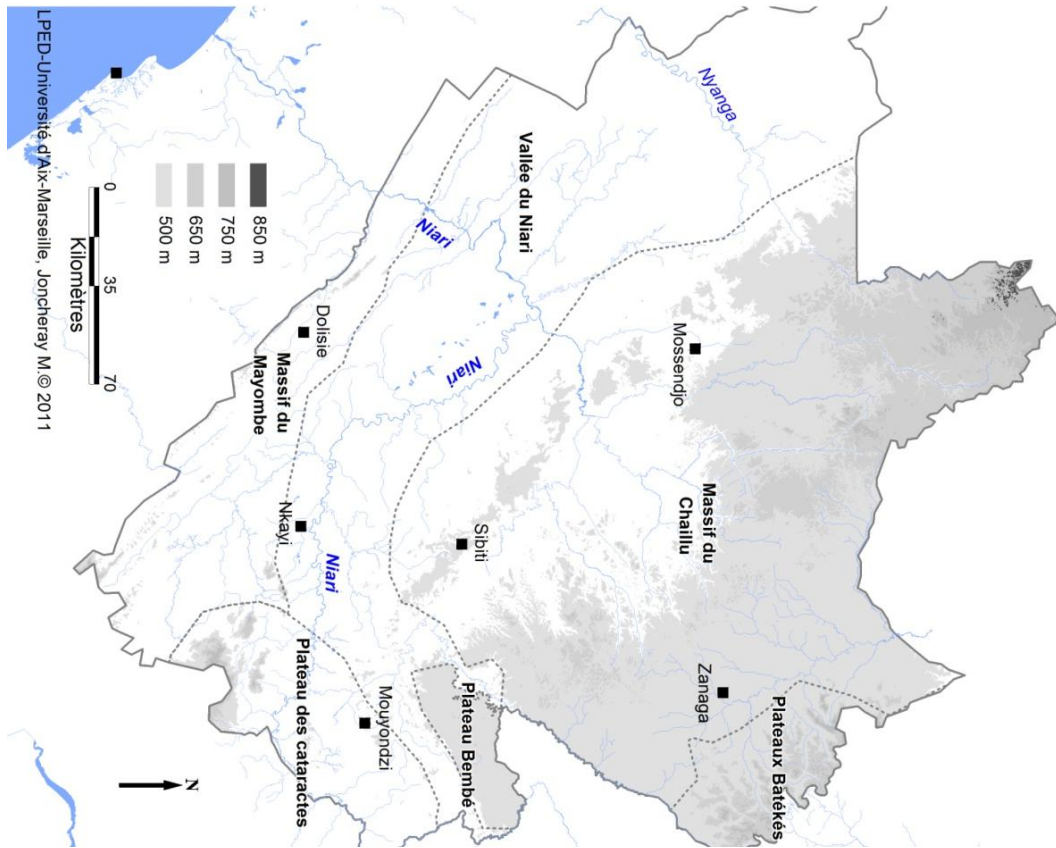 Plateaux Batékés
Nyanga
Zanaga
Massif du
Chaillu
Mossendjo
Vallée du Niari
Sibiti
Plateau Bembé
Niari
Niari
Mouyondzi
Niari
Dolisie
Plateau des cataractes
Nkayi
Massif du
Mayombe
850 m
750 m
650 m
500 m
N
0 35 70
Kilomètres
LPED-Université d'Aix-Marseille, Joncheray M.© 2011